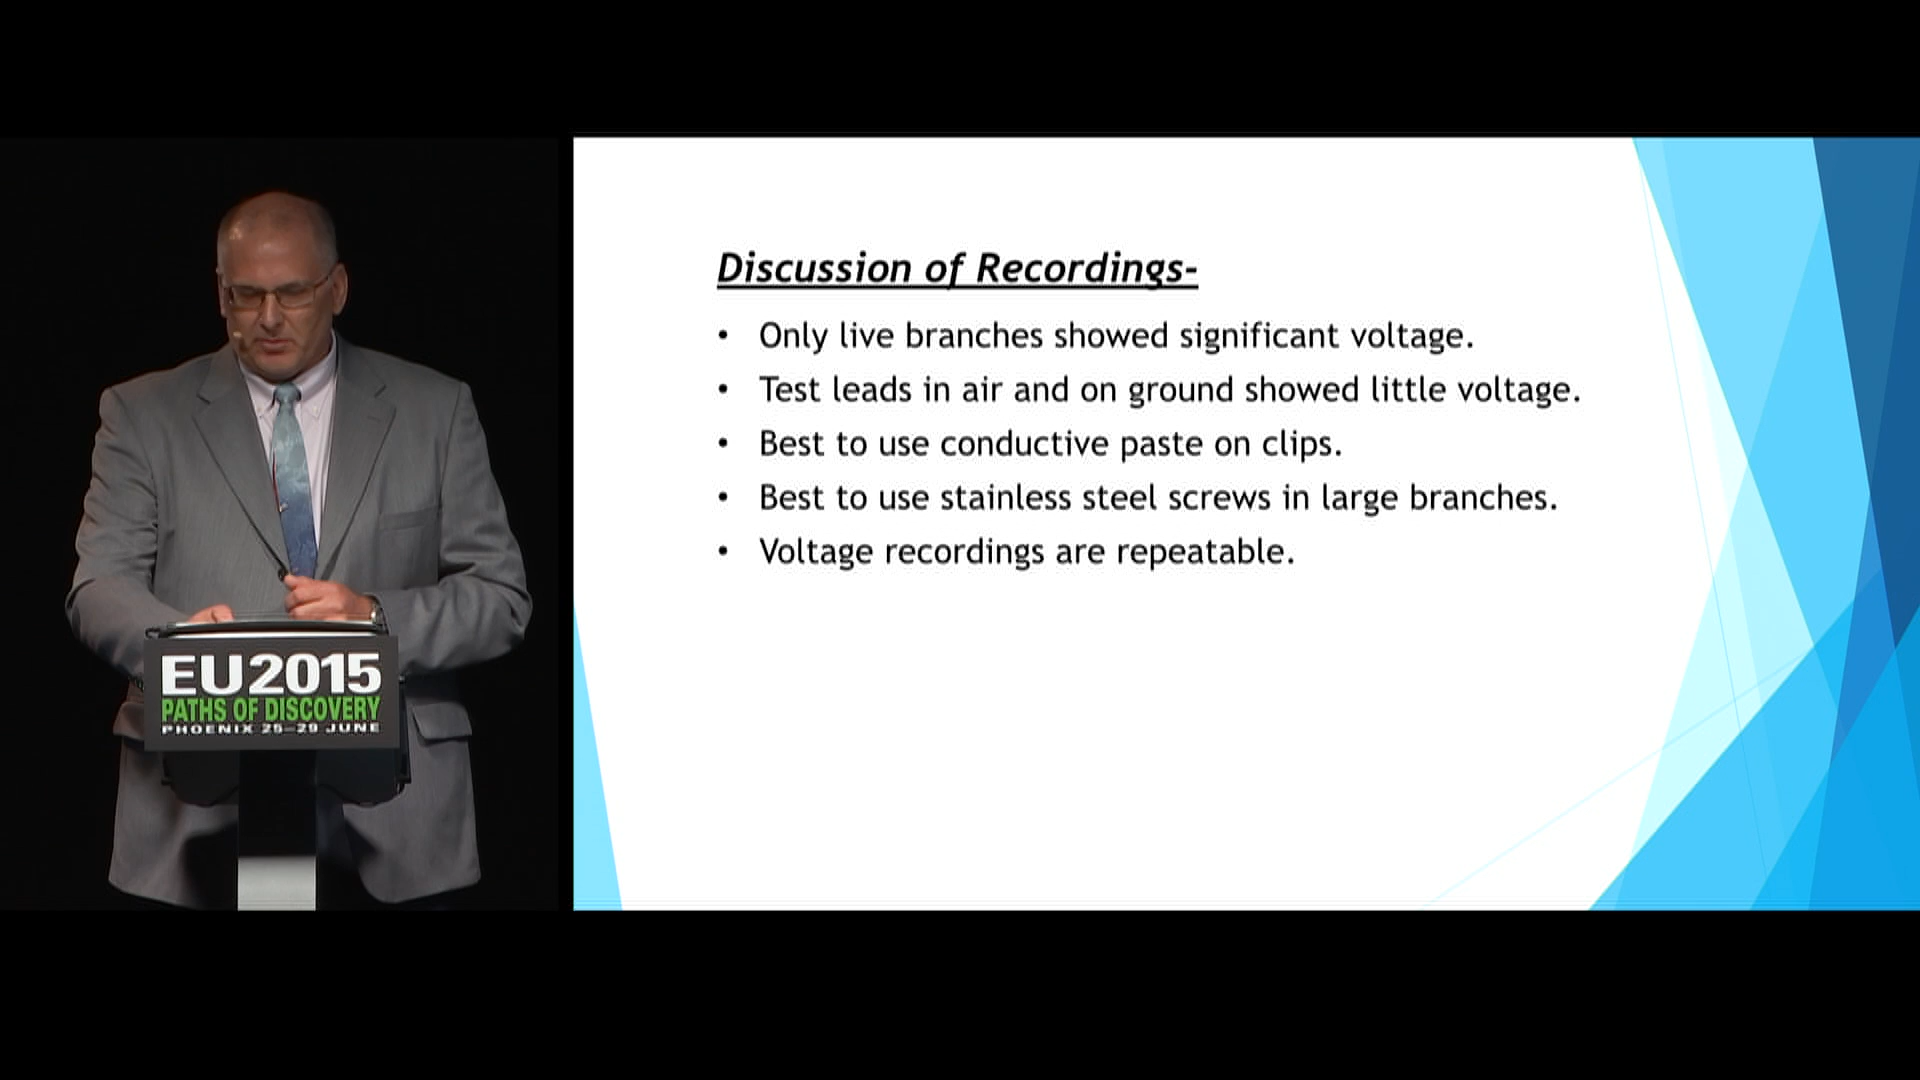 Discussion of Recordings-
• Only live branches showed significant voltage.
• Test leads in air and on ground showed little voltage.
• Best to use conductive paste on clips.
• Best to use stainless steel screws in large branches.
• Voltage recordings are repeatable.
EU2015
PATHS OF DISCOVERY
PHOENIX 25–29 JUNE